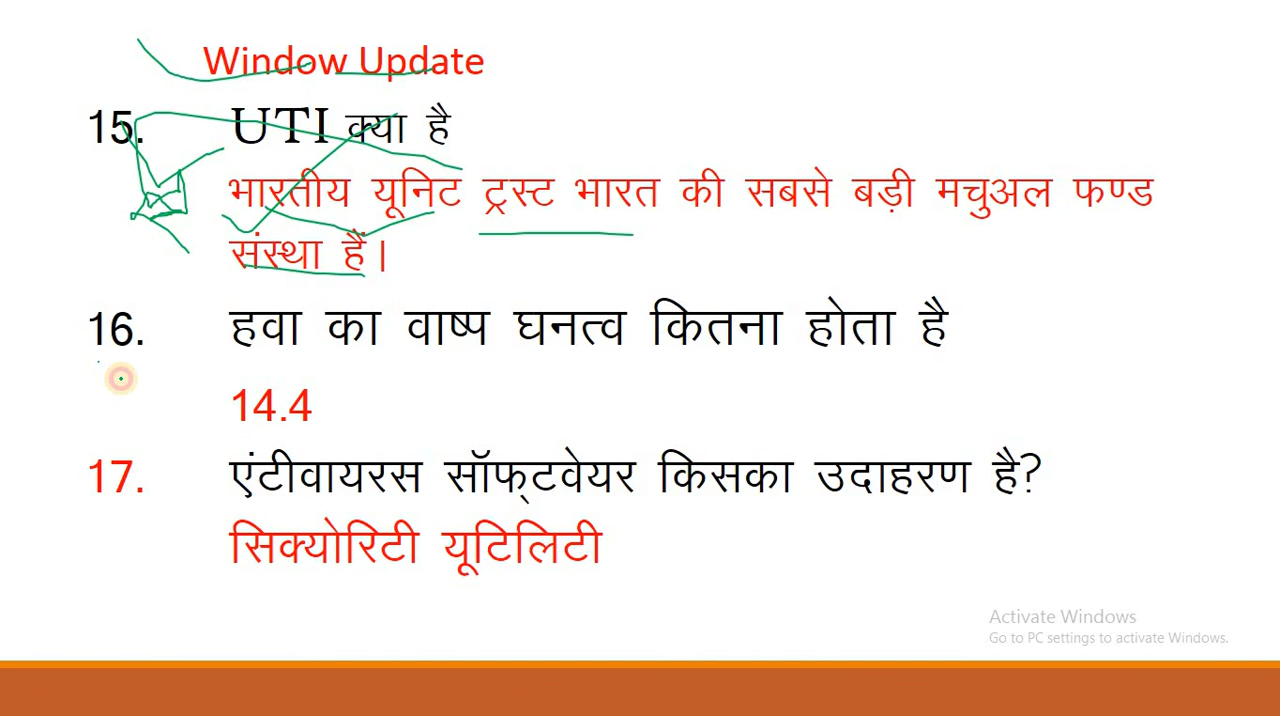 Window Update
15. UTI क्या है
भारतीय यूनिट ट्रस्ट भारत की सबसे बड़ी मचुअल फण्ड
संस्था हैं।
16. हवा का वाष्प घनत्व कितना होता है
14.4
17. एंटीवायरस सॉफ्टवेयर किसका उदाहरण है?
सिक्योरिटी यूटिलिटी
Activate Windows
Go to PC settings to activate Windows.